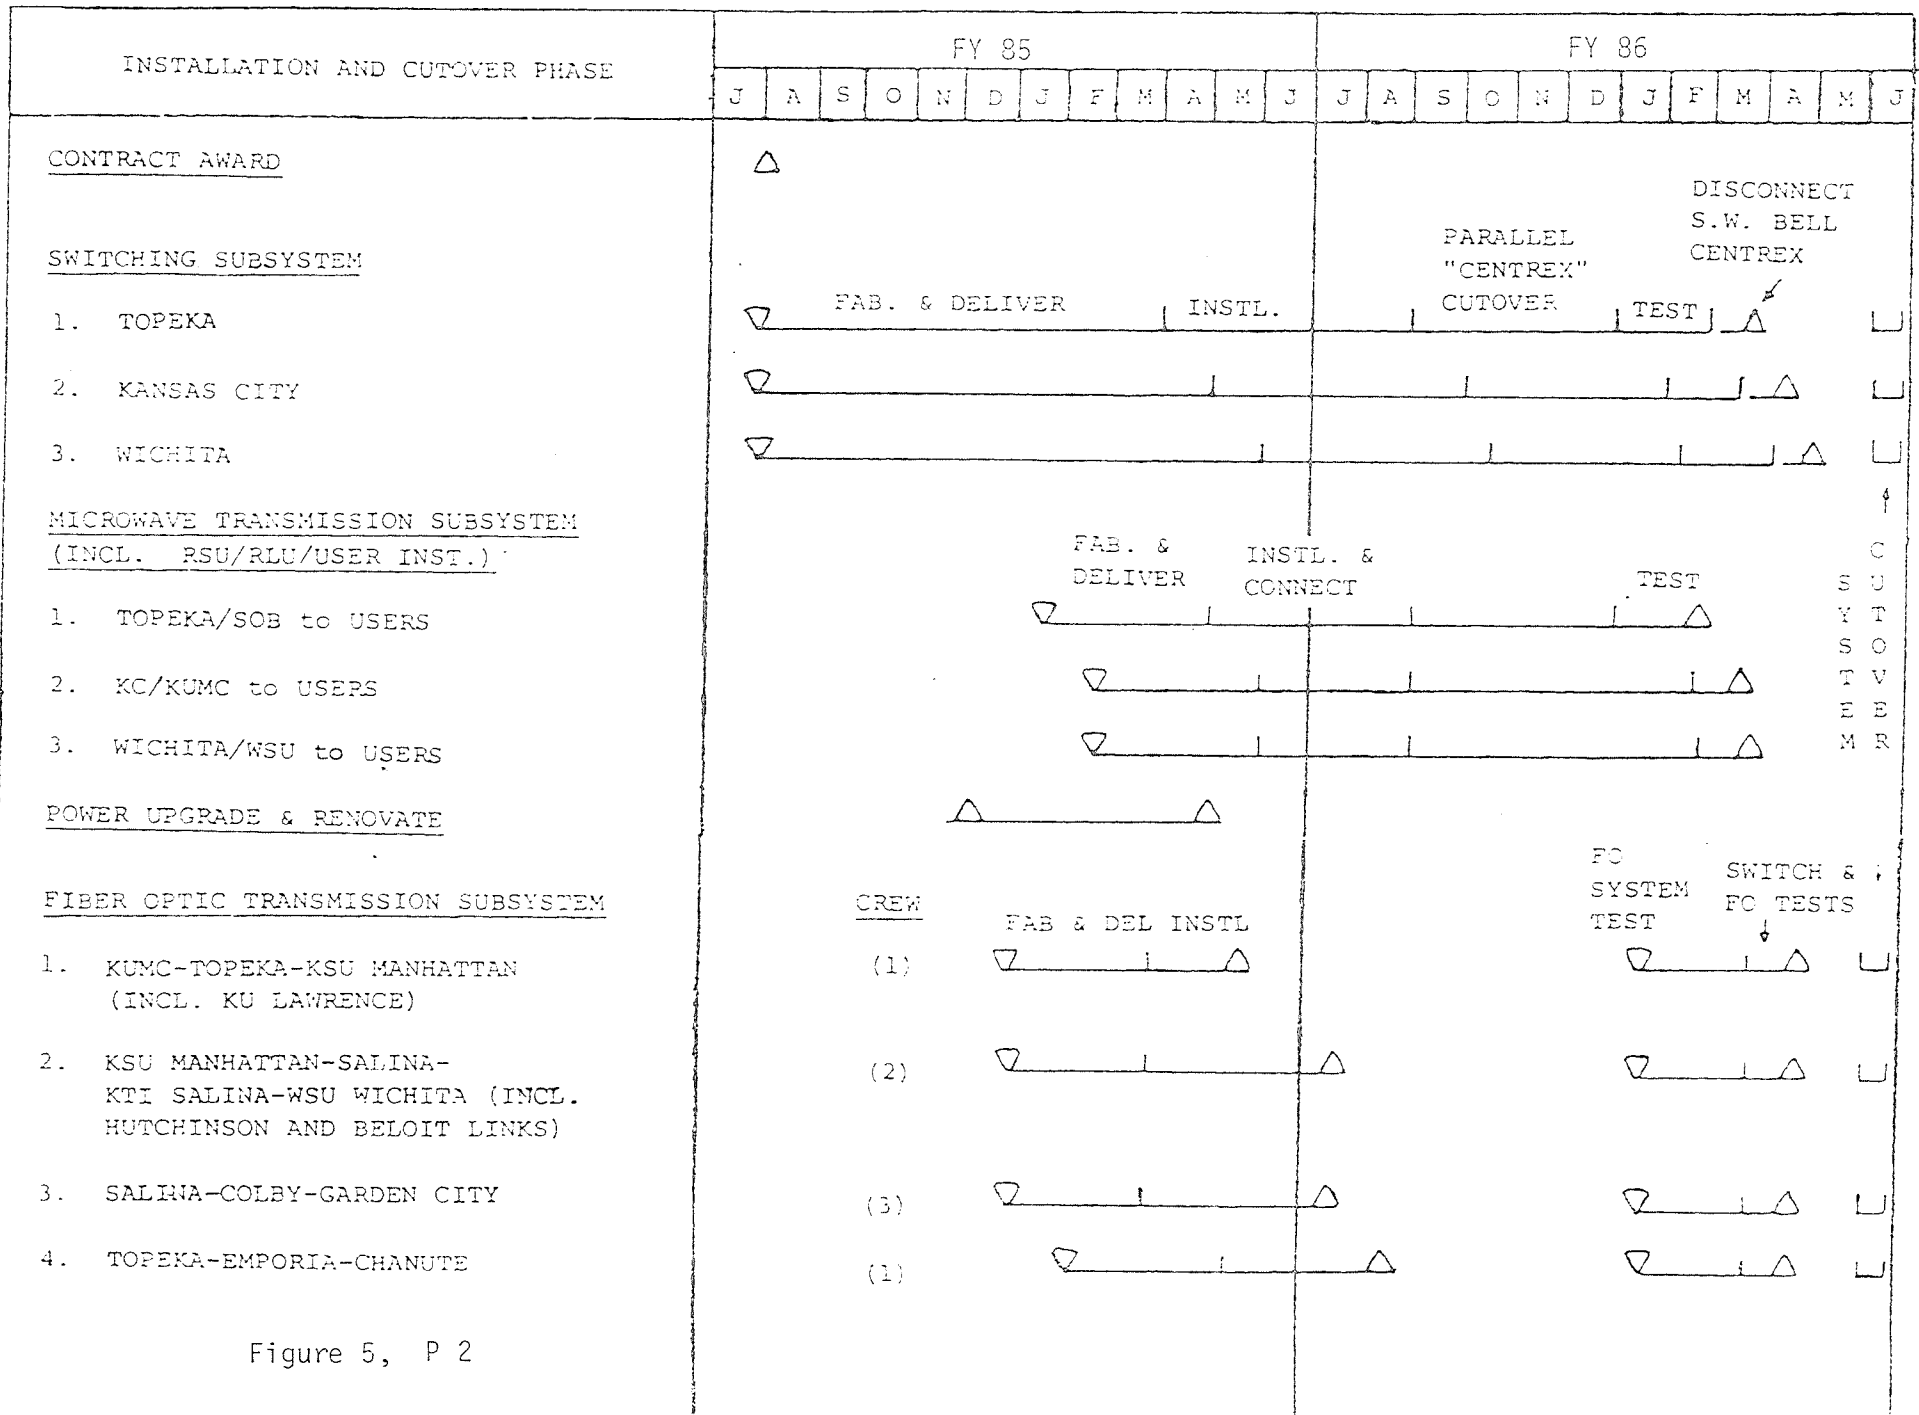 INSTALLATION AND CUTOVER PHASE
FY 85
FY 86
J A S O N D J F M A M J J A S O N D J F M A M J
CONTRACT AWARD
DISCONNECT
S.W. BELL
CENTREX
PARALLEL
"CENTREX"
CUTOVER
SWITCHING SUBSYSTEM
FAB. & DELIVER
INSTL.
TEST
1. TOPEKA
2. KANSAS CITY
3. WICHITA
MICROWAVE TRANSMISSION SUBSYSTEM
(INCL. RSU/RLU/USER INST.)
FAB. &
DELIVER
INSTL. &
CONNECT
TEST
SYSTEM
CUTOVER
1. TOPEKA/SOB to USERS
2. KC/KUMC to USERS
3. WICHITA/WSU to USERS
POWER UPGRADE & RENOVATE
FIBER OPTIC TRANSMISSION SUBSYSTEM
CREW
FAB & DEL INSTL
FO
SYSTEM
TEST
SWITCH &
FO TESTS
1. KUMC-TOPEKA-KSU MANHATTAN
(INCL. KU LAWRENCE)
(1)
2. KSU MANHATTAN-SALINA-
KTI SALINA-WSU WICHITA (INCL.
HUTCHINSON AND BELOIT LINKS)
(2)
3. SALINA-COLBY-GARDEN CITY
(3)
4. TOPEKA-EMPORIA-CHANUTE
(1)
Figure 5, P 2